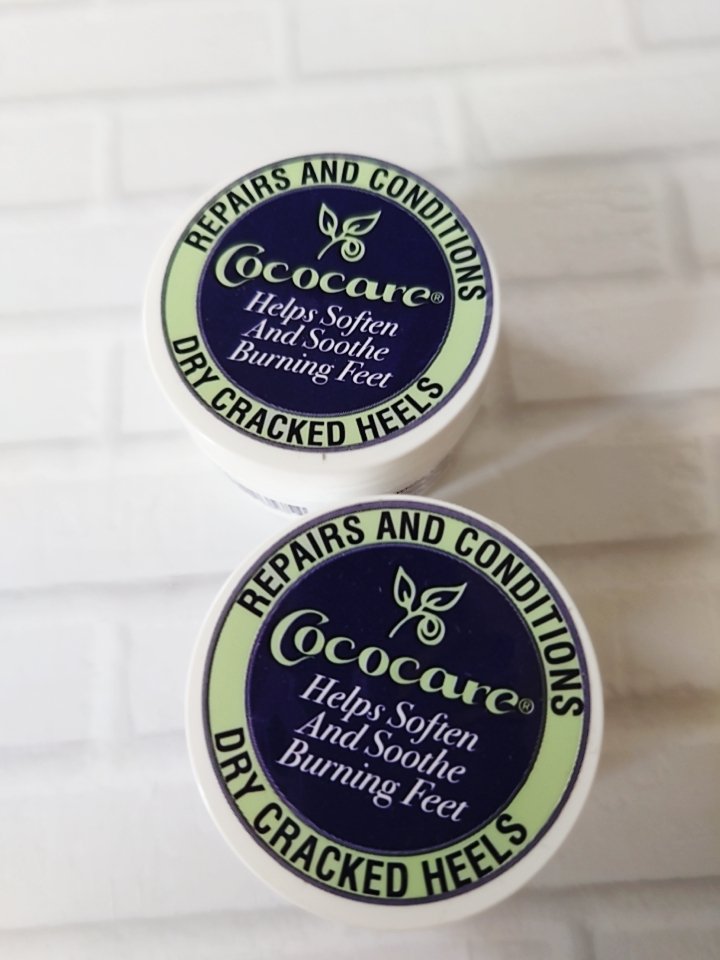 REPAIRS AND CONDITIONS
Cococare®
Helps Soften
And Soothe
Burning Feet
DRY CRACKED HEELS
REPAIRS AND CONDITIONS
Cococare®
Helps Soften
And Soothe
Burning Feet
DRY CRACKED HEELS